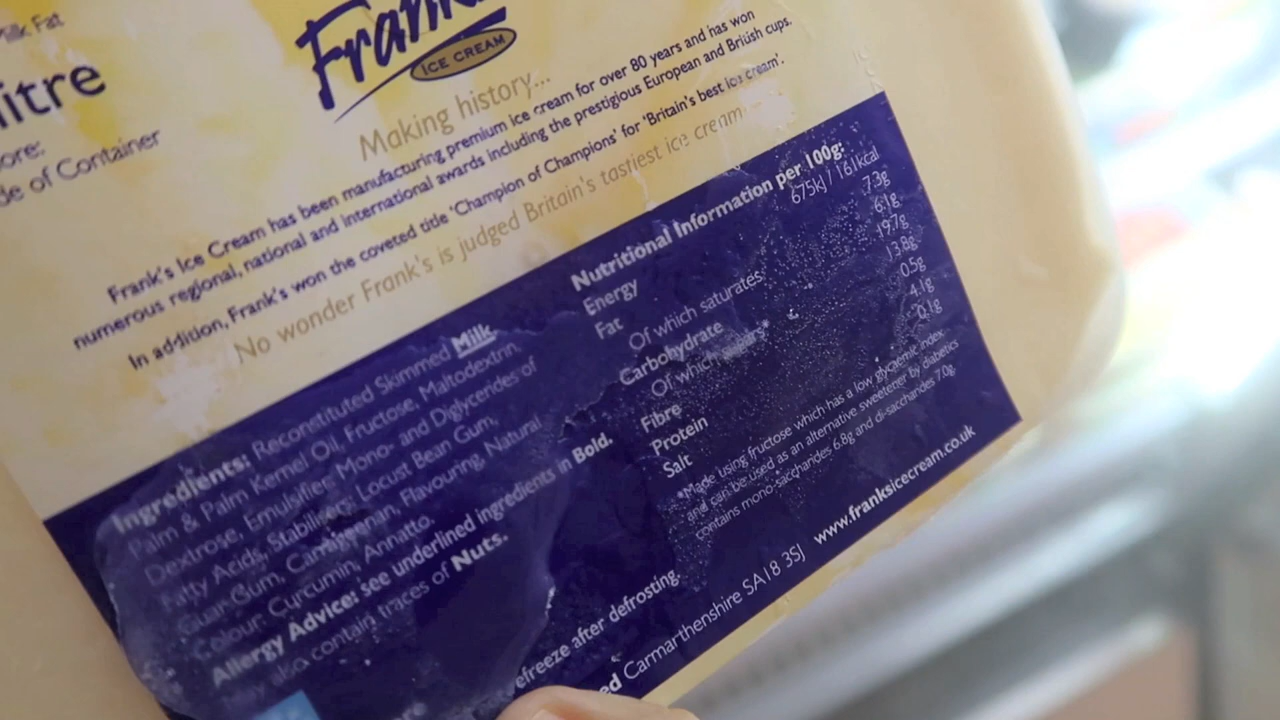 Milk Fat
litre
ore:
de of Container
Frank's
ICE CREAM
Making history...
Frank's Ice Cream has been manufacturing premium ice cream for over 80 years and has won
numerous regional, national and international awards including the prestigious European and British cups.
In addition, Frank's won the coveted title 'Champion of Champions' for 'Britain's best ice cream'.
No wonder Frank's is judged Britain's tastiest ice cream
Ingredients: Reconstituted Skimmed Milk
Palm & Palm Kernel Oil, Fructose, Maltodextrin,
Dextrose, Emulsifier: Mono- and Diglycerides of
Fatty Acids, Stabilisers: Locust Bean Gum,
Guar Gum, Carrageenan, Flavouring, Natural
Colour: Curcumin, Annatto.
Allergy Advice: see underlined ingredients in Bold.
May also contain traces of Nuts.
Nutritional Information per 100g:
Energy 675kJ / 161kcal
Fat 7.3g
Of which saturates 6.1g
Carbohydrate 19.7g
Of which sugars* 13.8g
Fibre 0.5g
Protein 4.1g
Salt 0.1g
*Made using fructose which has a low glycaemic index
and can be used as an alternative sweetener by diabetics
contains mono-saccharides 6.8g and di-saccharides 7.0g.
refreeze after defrosting.
ed Carmarthenshire SA18 3SJ www.franksicecream.co.uk